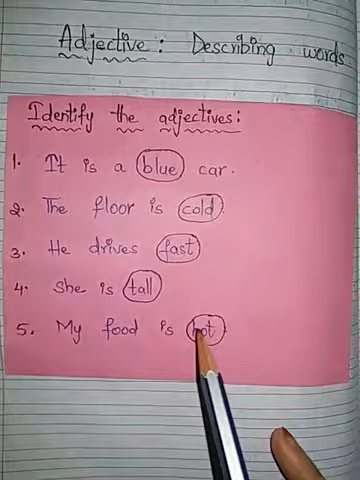 Adjective : Describing words
Identify the adjectives :
1. It is a blue car.
2. The floor is cold.
3. He drives fast
4. She is tall
5. My food is hot.